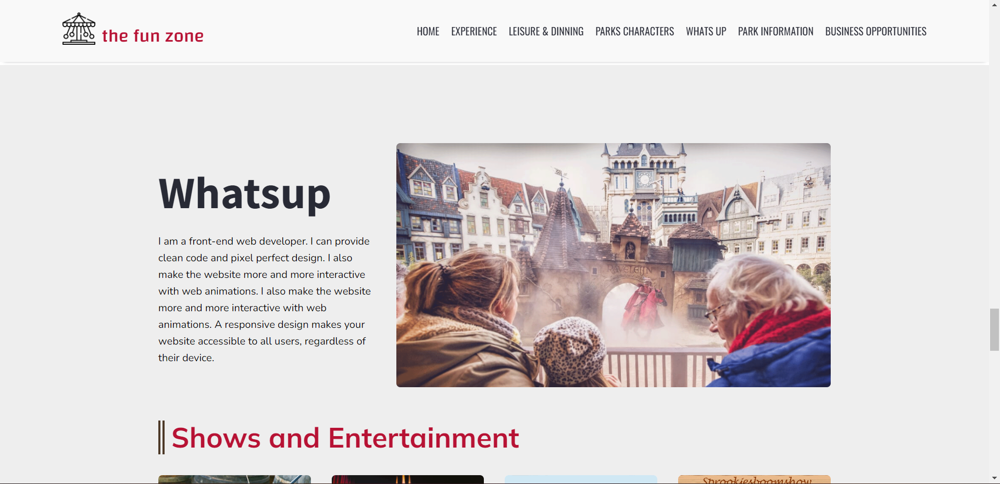 the fun zone
HOME EXPERIENCE LEISURE & DINNING PARKS CHARACTERS WHATS UP PARK INFORMATION BUSINESS OPPORTUNITIES
Whatsup
I am a front-end web developer. I can provide
clean code and pixel perfect design. I also
make the website more and more interactive
with web animations. I also make the website
more and more interactive with web
animations. A responsive design makes your
website accessible to all users, regardless of
their device.
RAVELEIJN
Shows and Entertainment
Sprookjesboomshow